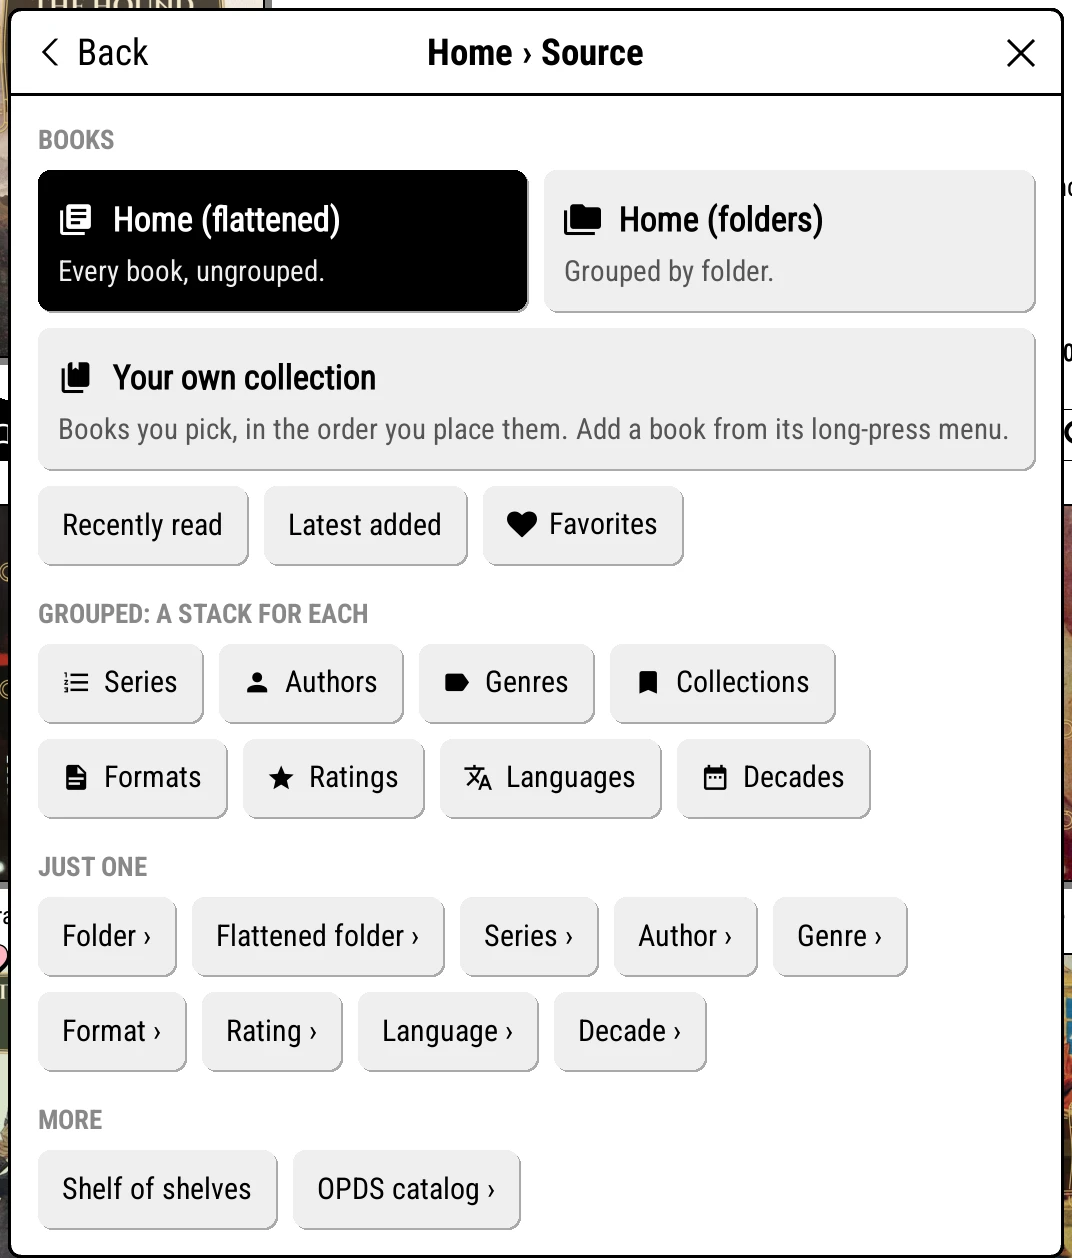 THE HOUND
Back
Home › Source
BOOKS
Home (flattened)
Every book, ungrouped.
Home (folders)
Grouped by folder.
Your own collection
Books you pick, in the order you place them. Add a book from its long-press menu.
Recently read
Latest added
Favorites
GROUPED: A STACK FOR EACH
Series
Authors
Genres
Collections
Formats
Ratings
Languages
Decades
JUST ONE
Folder ›
Flattened folder ›
Series ›
Author ›
Genre ›
Format ›
Rating ›
Language ›
Decade ›
MORE
Shelf of shelves
OPDS catalog ›